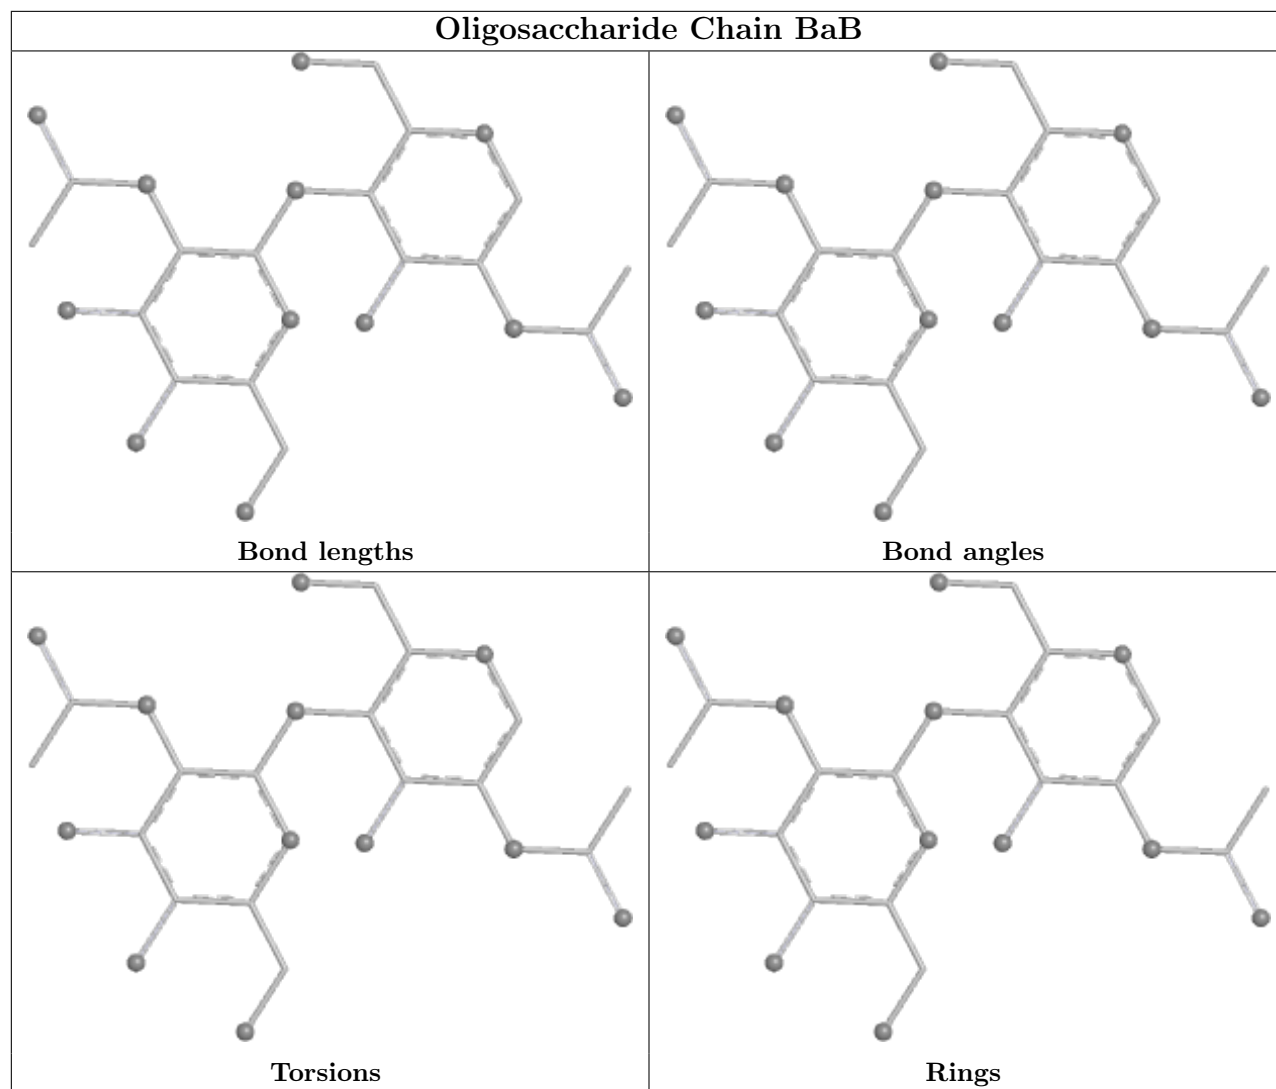 Oligosaccharide Chain BaB
Bond lengths
Bond angles
Torsions
Rings